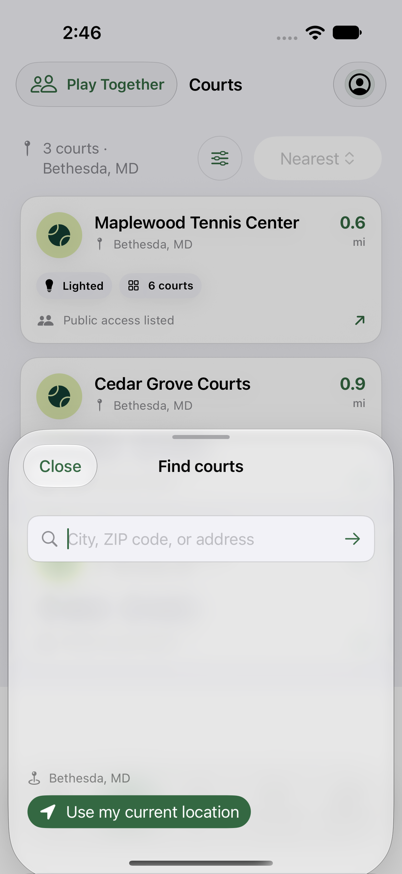 2:46
Play Together
Courts
3 courts ·
Bethesda, MD
Nearest
Maplewood Tennis Center
0.6
Bethesda, MD
mi
Lighted
6 courts
Public access listed
Cedar Grove Courts
0.9
Bethesda, MD
mi
Close
Find courts
City, ZIP code, or address
Bethesda, MD
Use my current location